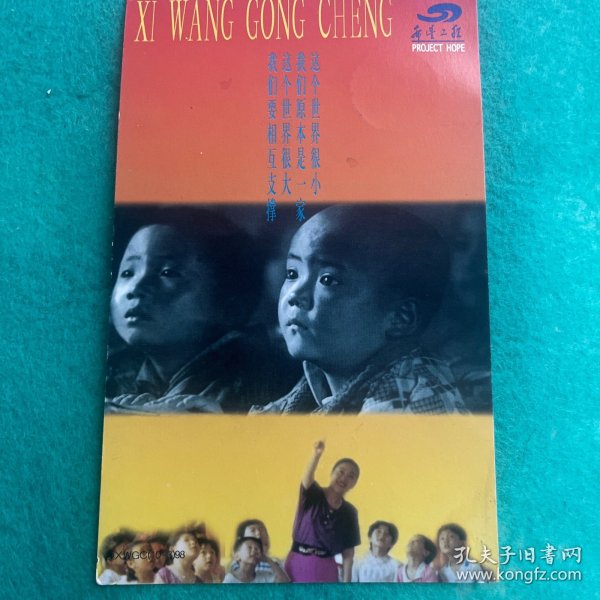 XI WANG GONG CHENG
希望工程
PROJECT HOPE
这个世界很小
我们原本是一家
这个世界很大
我们要相互支撑
孔夫子旧书网
www.kongfz.com